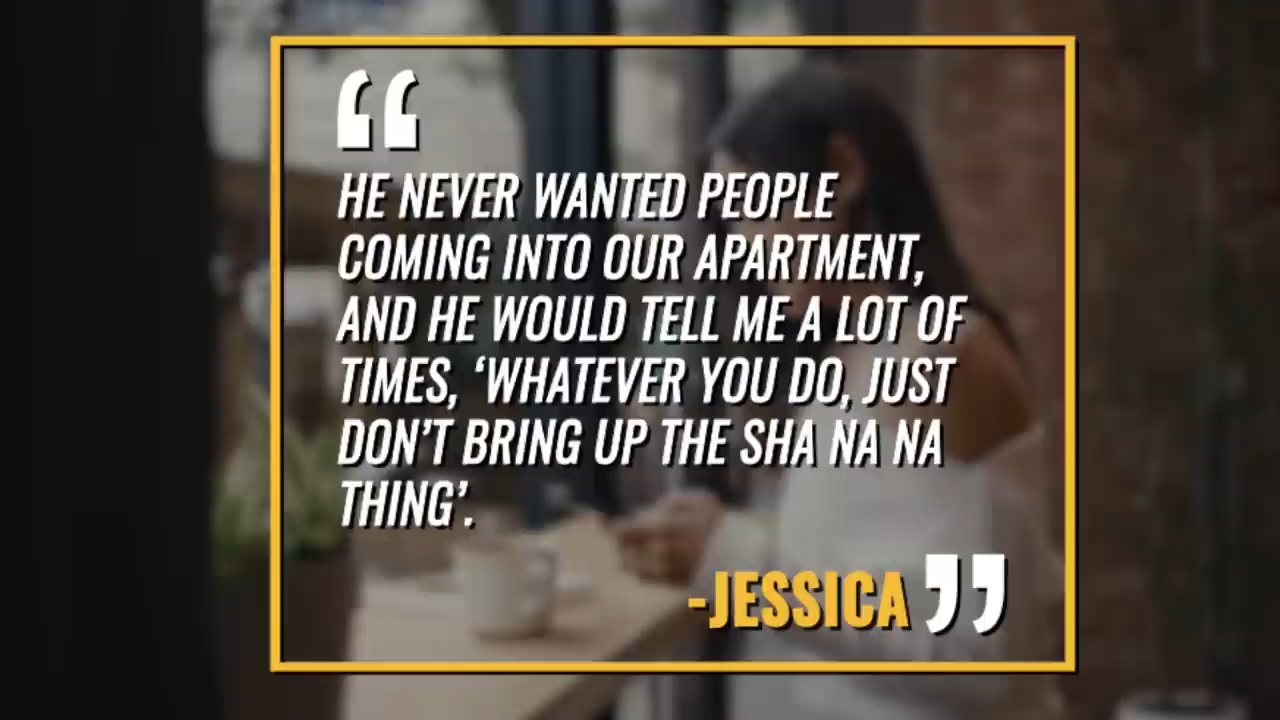 “
HE NEVER WANTED PEOPLE
COMING INTO OUR APARTMENT,
AND HE WOULD TELL ME A LOT OF
TIMES, ‘WHATEVER YOU DO, JUST
DON’T BRING UP THE SHA NA NA
THING’.
-JESSICA ”